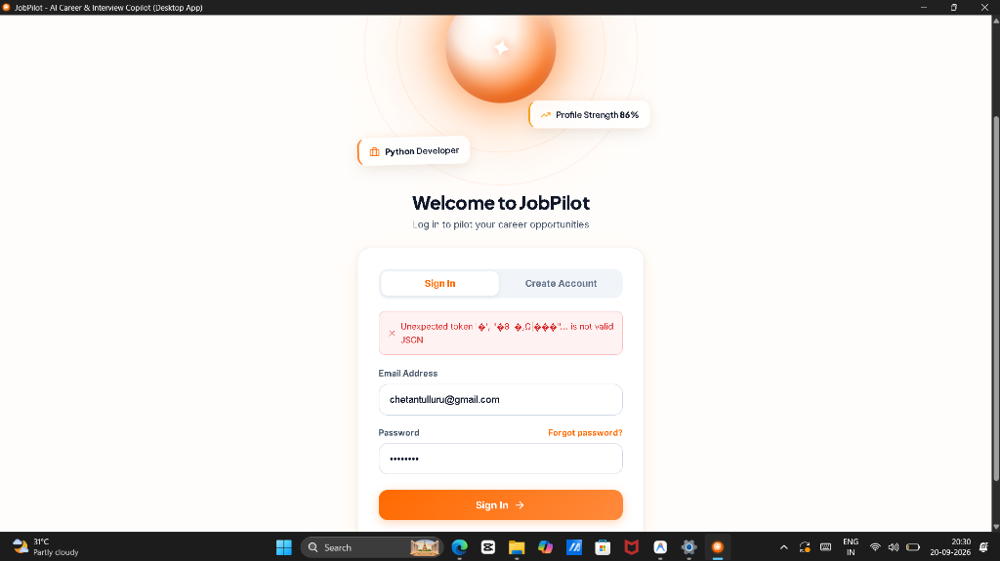 JobPilot - AI Career & Interview Copilot (Desktop App)
Profile Strength 86%
Python Developer
Welcome to JobPilot
Log in to pilot your career opportunities
Sign In
Create Account
Unexpected token '�', "�8 �,Ω|���"... is not valid
JSON
Email Address
chetantulluru@gmail.com
Password
Forgot password?
••••••••
Sign In →
31°C
Partly cloudy
Search
ENG
IN
20:30
20-09-2026